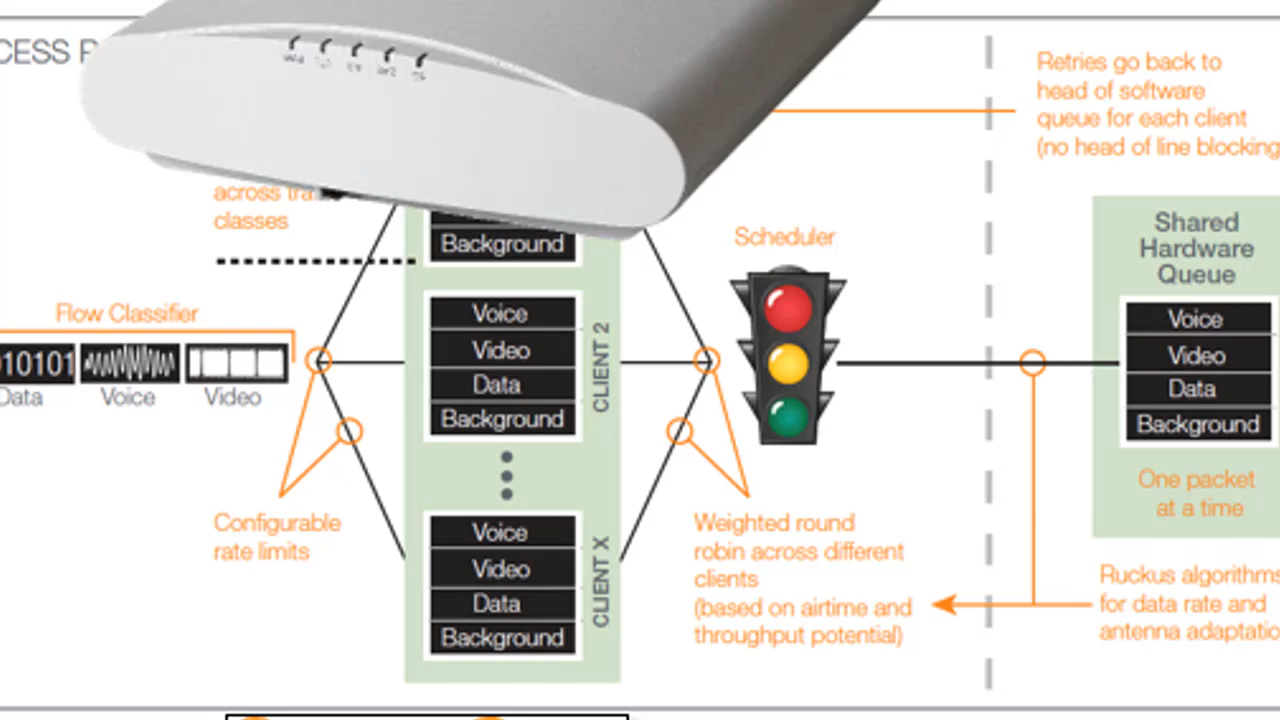 CESS P
Retries go back to
head of software
queue for each client
(no head of line blocking
across tra
classes
Background
Scheduler
Shared
Hardware
Queue
Flow Classifier
10101
Data
Voice
Video
Voice
Video
Data
Background
CLIENT 2
Voice
Video
Data
Background
One packet
at a time
Configurable
rate limits
Voice
Video
Data
Background
CLIENT X
Weighted round
robin across different
clients
(based on airtime and
throughput potential)
Ruckus algorithms
for data rate and
antenna adaptatio